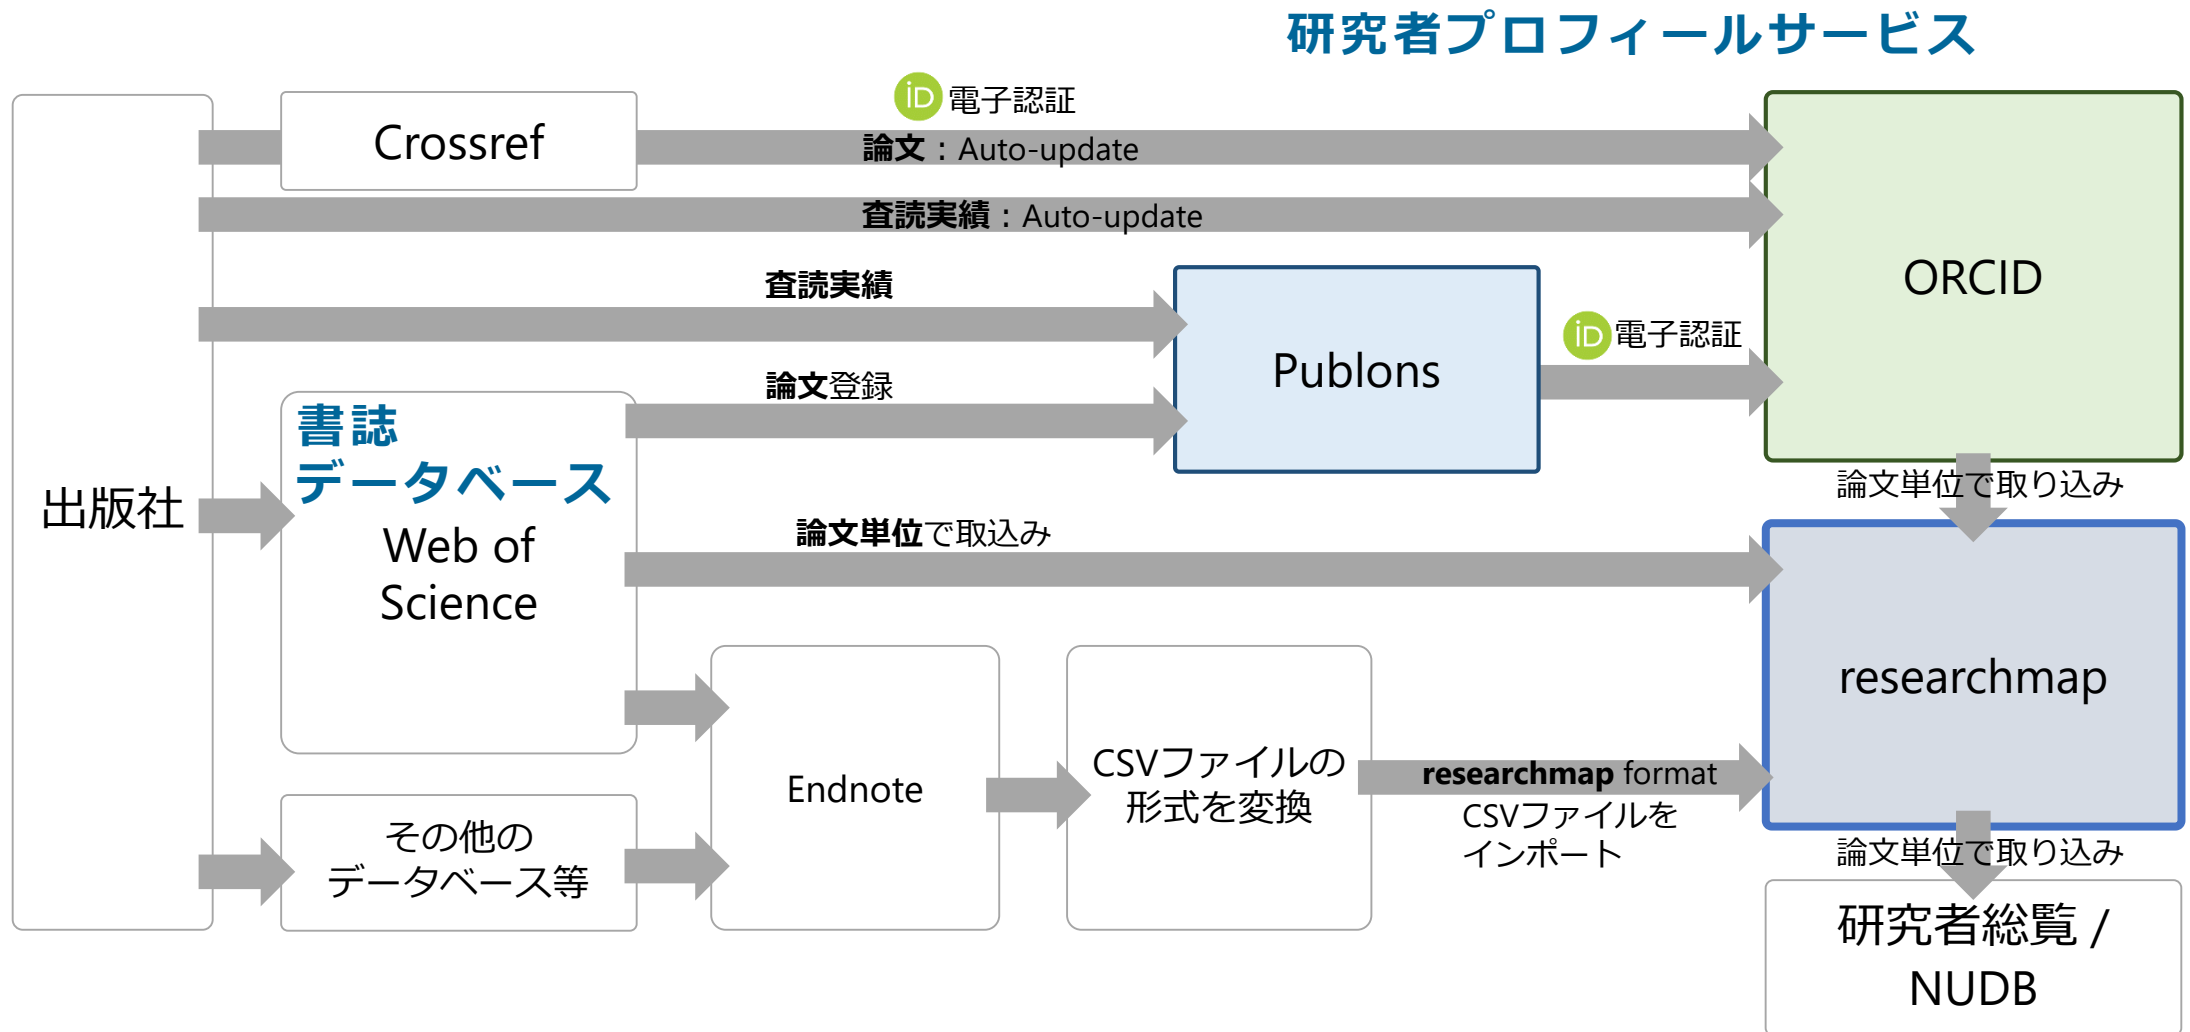 研究者プロフィールサービス
iD 電子認証
Crossref
論文：Auto-update
査読実績：Auto-update
ORCID
査読実績
Publons
iD 電子認証
論文登録
書誌
データベース
Web of
Science
出版社
論文単位で取り込み
論文単位で取込み
researchmap
Endnote
CSVファイルの
形式を変換
researchmap format
CSVファイルを
インポート
その他の
データベース等
論文単位で取り込み
研究者総覧 /
NUDB